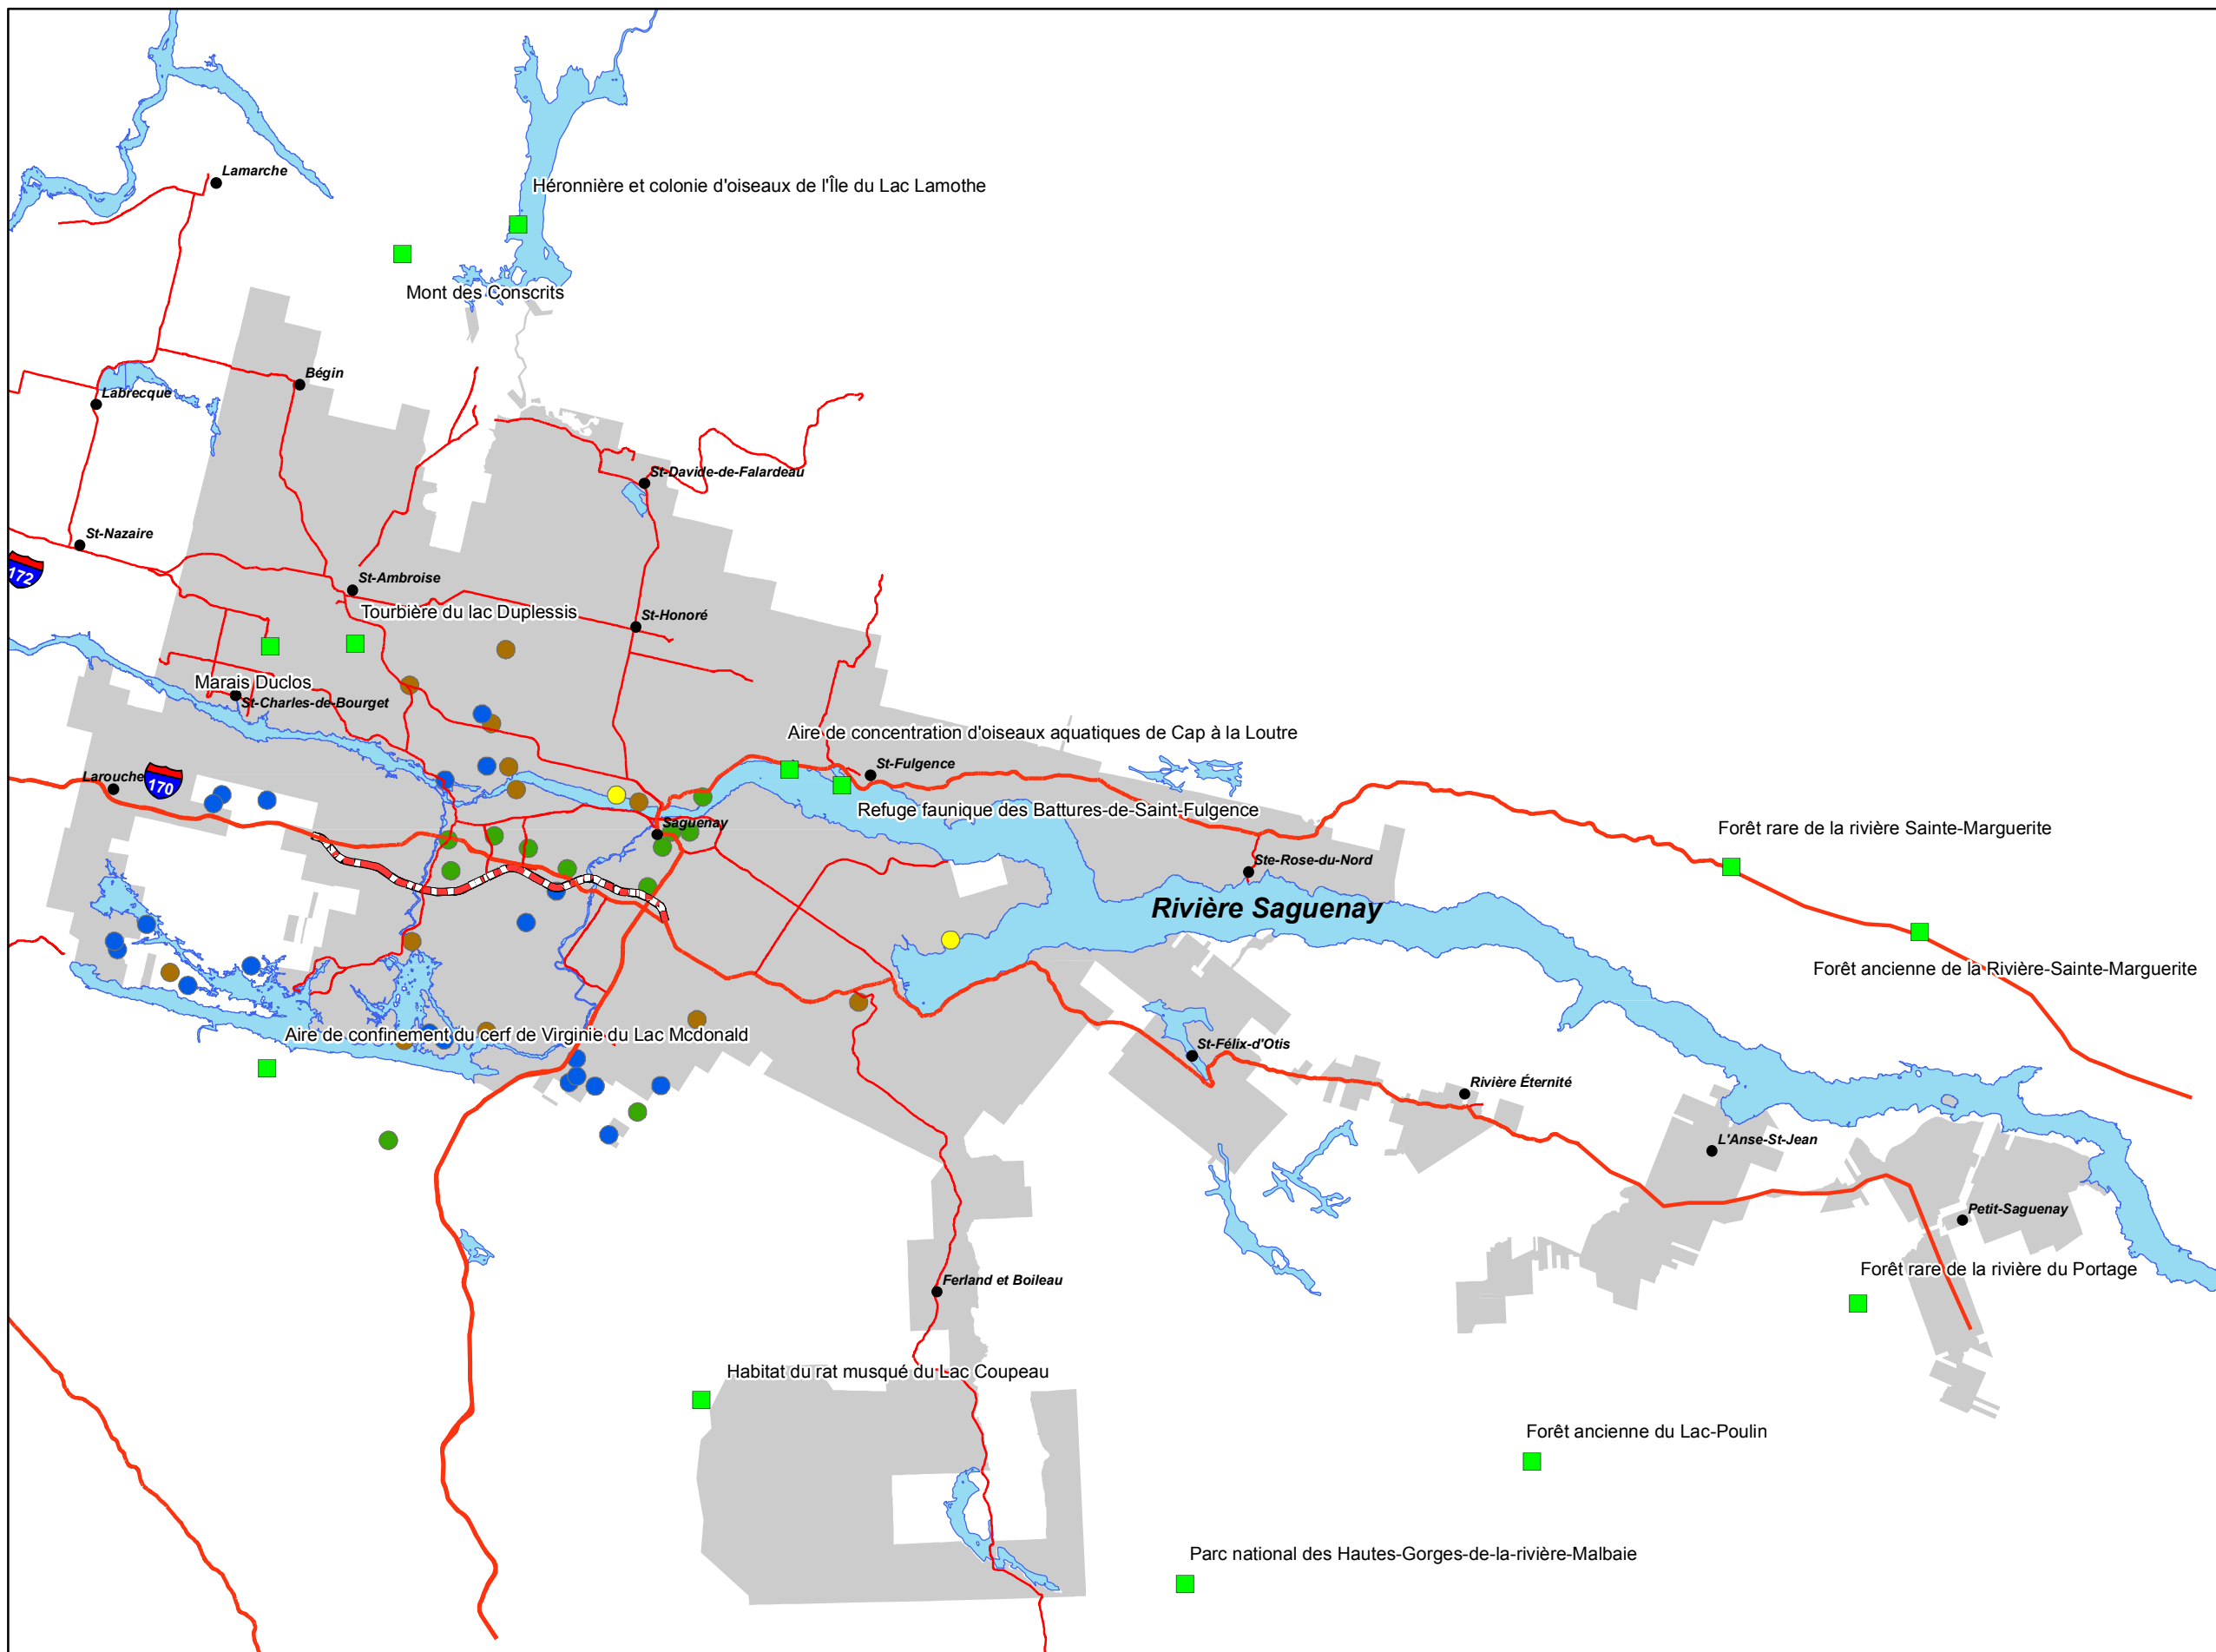 Lamarche
Héronnière et colonie d'oiseaux de l'Île du Lac Lamothe
Mont des Conscrits
Bégin
Labrecque
St-Davide-de-Falardeau
St-Nazaire
172
St-Ambroise
Tourbière du lac Duplessis
St-Honoré
Marais Duclos
St-Charles-de-Bourget
Aire de concentration d'oiseaux aquatiques de Cap à la Loutre
St-Fulgence
Larouche
170
Refuge faunique des Battures-de-Saint-Fulgence
Saguenay
Forêt rare de la rivière Sainte-Marguerite
Ste-Rose-du-Nord
Rivière Saguenay
Forêt ancienne de la Rivière-Sainte-Marguerite
Aire de confinement du cerf de Virginie du Lac Mcdonald
St-Félix-d'Otis
Rivière Éternité
L'Anse-St-Jean
Petit-Saguenay
Forêt rare de la rivière du Portage
Ferland et Boileau
Habitat du rat musqué du Lac Coupeau
Forêt ancienne du Lac-Poulin
Parc national des Hautes-Gorges-de-la-rivière-Malbaie